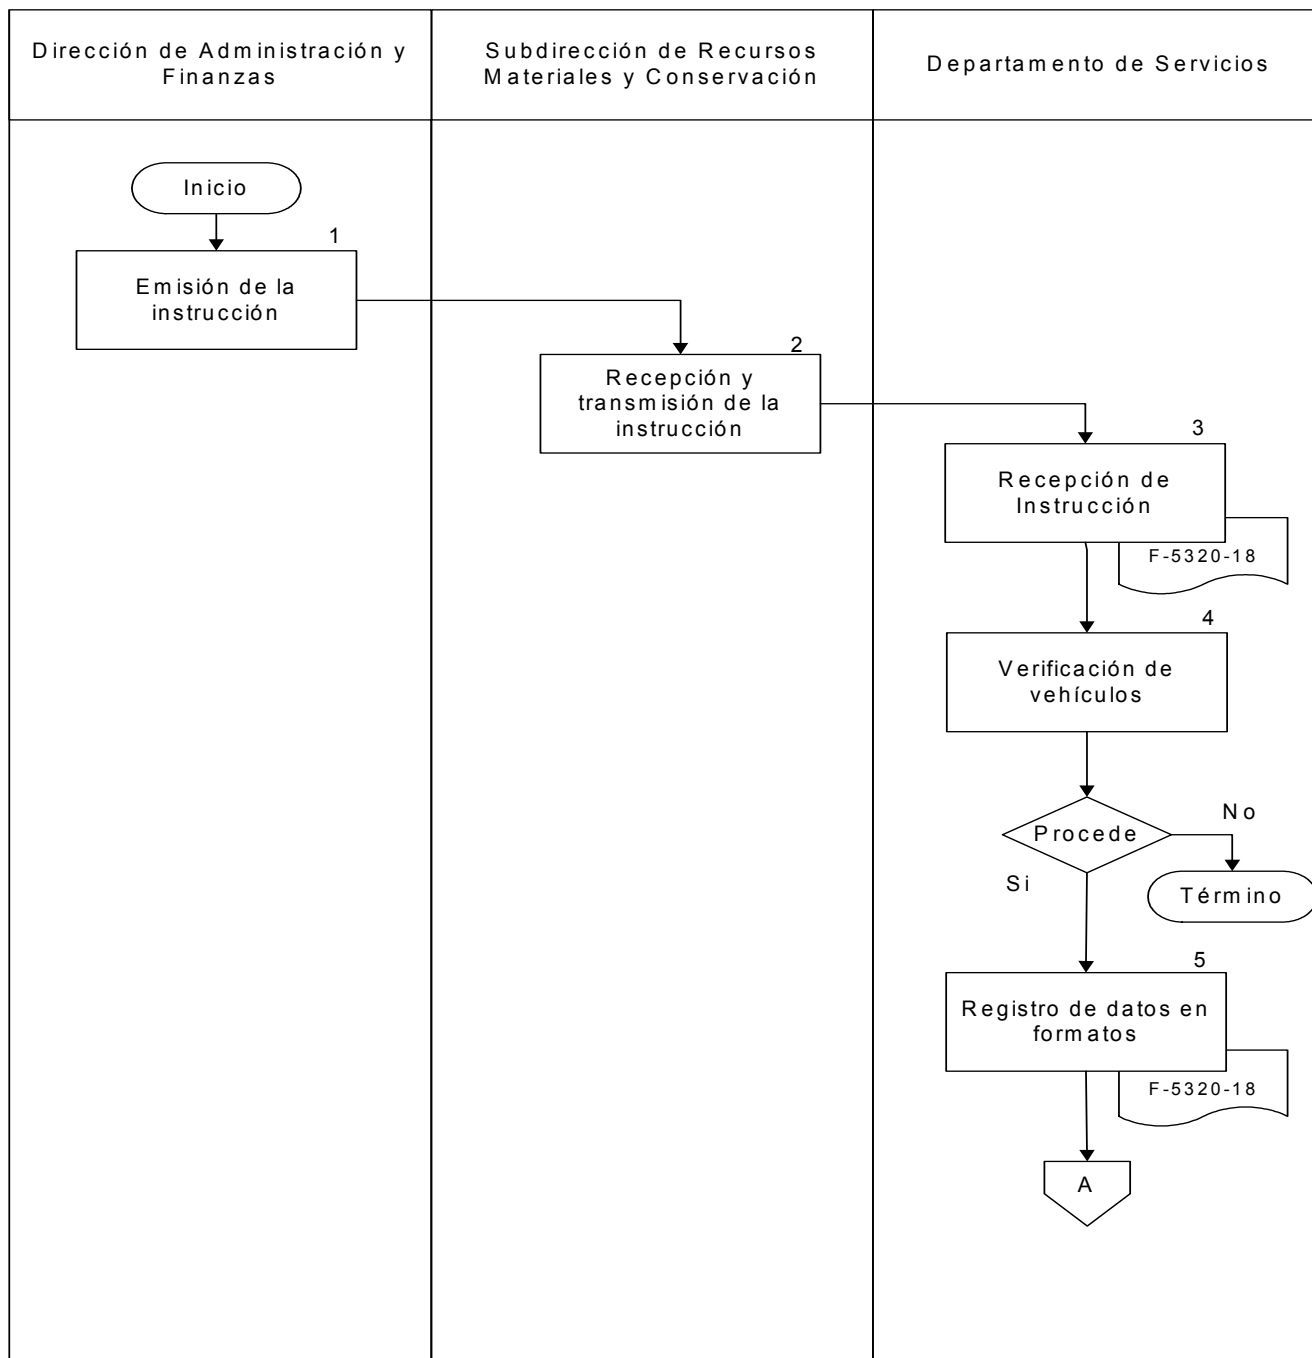 Dirección de Administración y
Finanzas
Subdirección de Recursos
Materiales y Conservación
Departamento de Servicios
Inicio
1
Emisión de la
instrucción
2
Recepción y
transmisión de la
instrucción
3
Recepción de
Instrucción
F-5320-18
4
Verificación de
vehículos
Procede
No
Si
Término
5
Registro de datos en
formatos
F-5320-18
A